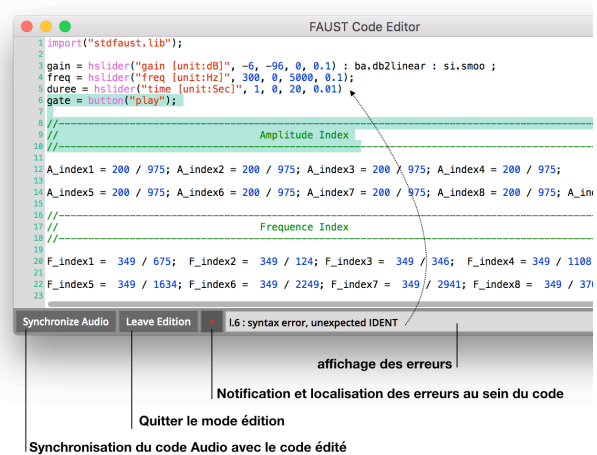 FAUST Code Editor
1 import("stdfaust.lib");
2
3 gain = hslider("gain [unit:dB]", -6, -96, 0, 0.1) : ba.db2linear : si.smoo ;
4 freq = hslider("freq [unit:Hz]", 300, 0, 5000, 0.1);
5 duree = hslider("time [unit:Sec]", 1, 0, 20, 0.01)
6 gate = button("play");
7
8 //----------------------------------------------------------------------
9 // Amplitude Index
10 //----------------------------------------------------------------------
11
12 A_index1 = 200 / 975; A_index2 = 200 / 975; A_index3 = 200 / 975; A_index4 = 200 / 975;
13
14 A_index5 = 200 / 975; A_index6 = 200 / 975; A_index7 = 200 / 975; A_index8 = 200 / 975; A_ind
15
16 //----------------------------------------------------------------------
17 // Frequence Index
18 //----------------------------------------------------------------------
19
20 F_index1 = 349 / 675; F_index2 = 349 / 124; F_index3 = 349 / 346; F_index4 = 349 / 1108
21
22 F_index5 = 349 / 1634; F_index6 = 349 / 2249; F_index7 = 349 / 2941; F_index8 = 349 / 370
23
Synchronize Audio Leave Edition l.6 : syntax error, unexpected IDENT
affichage des erreurs
Notification et localisation des erreurs au sein du code
Quitter le mode édition
Synchronisation du code Audio avec le code édité